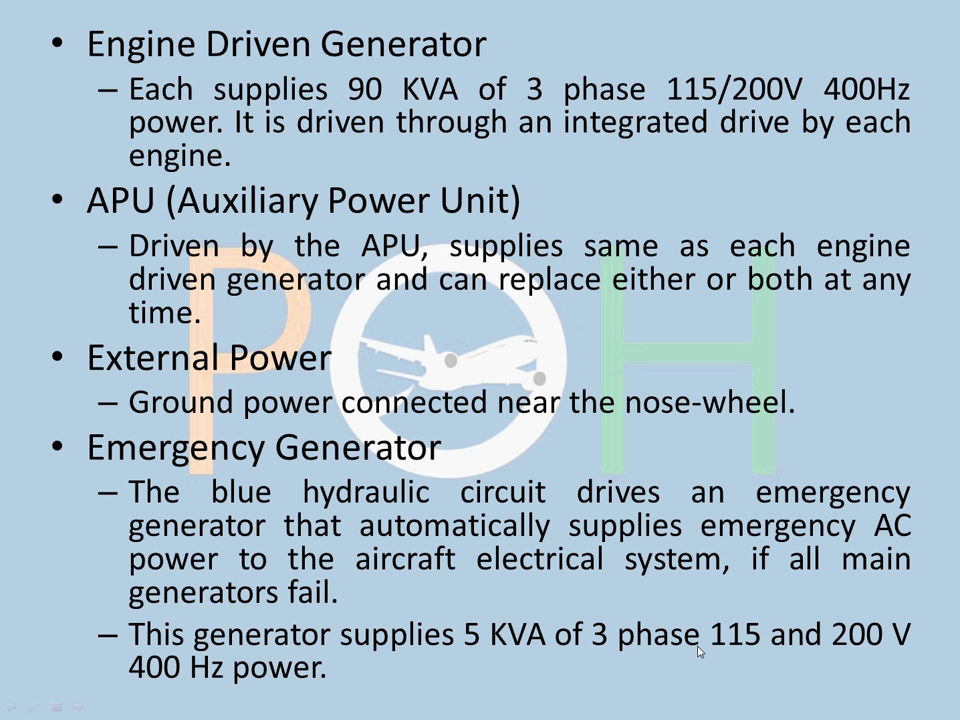 • Engine Driven Generator
– Each supplies 90 KVA of 3 phase 115/200V 400Hz
power. It is driven through an integrated drive by each
engine.
• APU (Auxiliary Power Unit)
– Driven by the APU, supplies same as each engine
driven generator and can replace either or both at any
time.
• External Power
– Ground power connected near the nose-wheel.
• Emergency Generator
– The blue hydraulic circuit drives an emergency
generator that automatically supplies emergency AC
power to the aircraft electrical system, if all main
generators fail.
– This generator supplies 5 KVA of 3 phase 115 and 200 V
400 Hz power.
POH